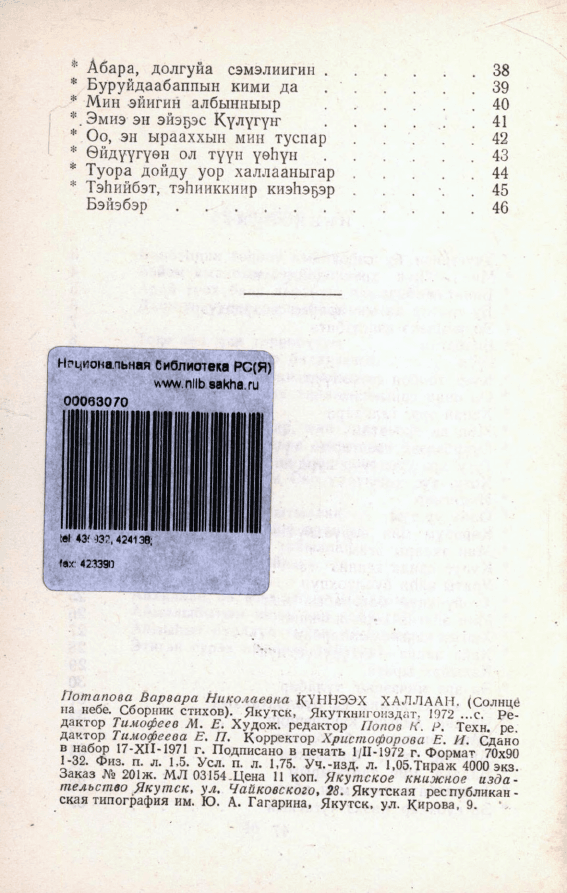 * Абара, долгуйа сэмэлиигин . . . . . . 38
* Буруйдаабаппын кими да . . . . . . 39
* Мин эйигин албынныыр . . . . . . 40
* Эмиэ эн эйэҕэс Күлүгүҥ . . . . . . 41
* Оо, эн ырааххын мин туспар . . . . . 42
* Өйдүүгүөн ол түүн үөһүн . . . . . . 43
* Туора дойду уор халлааныгар . . . . . 44
* Тэһийбэт, тэһииккиир киэһэҕэр . . . . . 45
Бэйэбэр . . . . . . . . . 46
Национальная библиотека РС(Я)
www.nlib.sakha.ru
00063070
424138;
fax: 423390
Потапова Варвара Николаевна КҮННЭЭХ ХАЛЛААН. (Солнце
на небе. Сборник стихов). Якутск, Якуткнигоиздат, 1972 ...с. Ре-
дактор Тимофеев М. Е. Худож. редактор Попов К. Р. Техн. ре.
дактор Тимофеева Е. П. Корректор Христофорова Е. И. Сдано
в набор 17-XII-1971 г. Подписано в печать 1/II-1972 г. Формат 70х90
1-32. Физ. п. л. 1,5. Усл. п. л. 1,75. Уч.-изд. л. 1,05. Тираж 4000 экз.
Заказ № 201ж. МЛ 03154 Цена 11 коп. Якутское книжное изда-
тельство Якутск, ул. Чайковского, 28. Якутская республикан-
ская типография им. Ю. А. Гагарина, Якутск, ул. Кирова, 9.